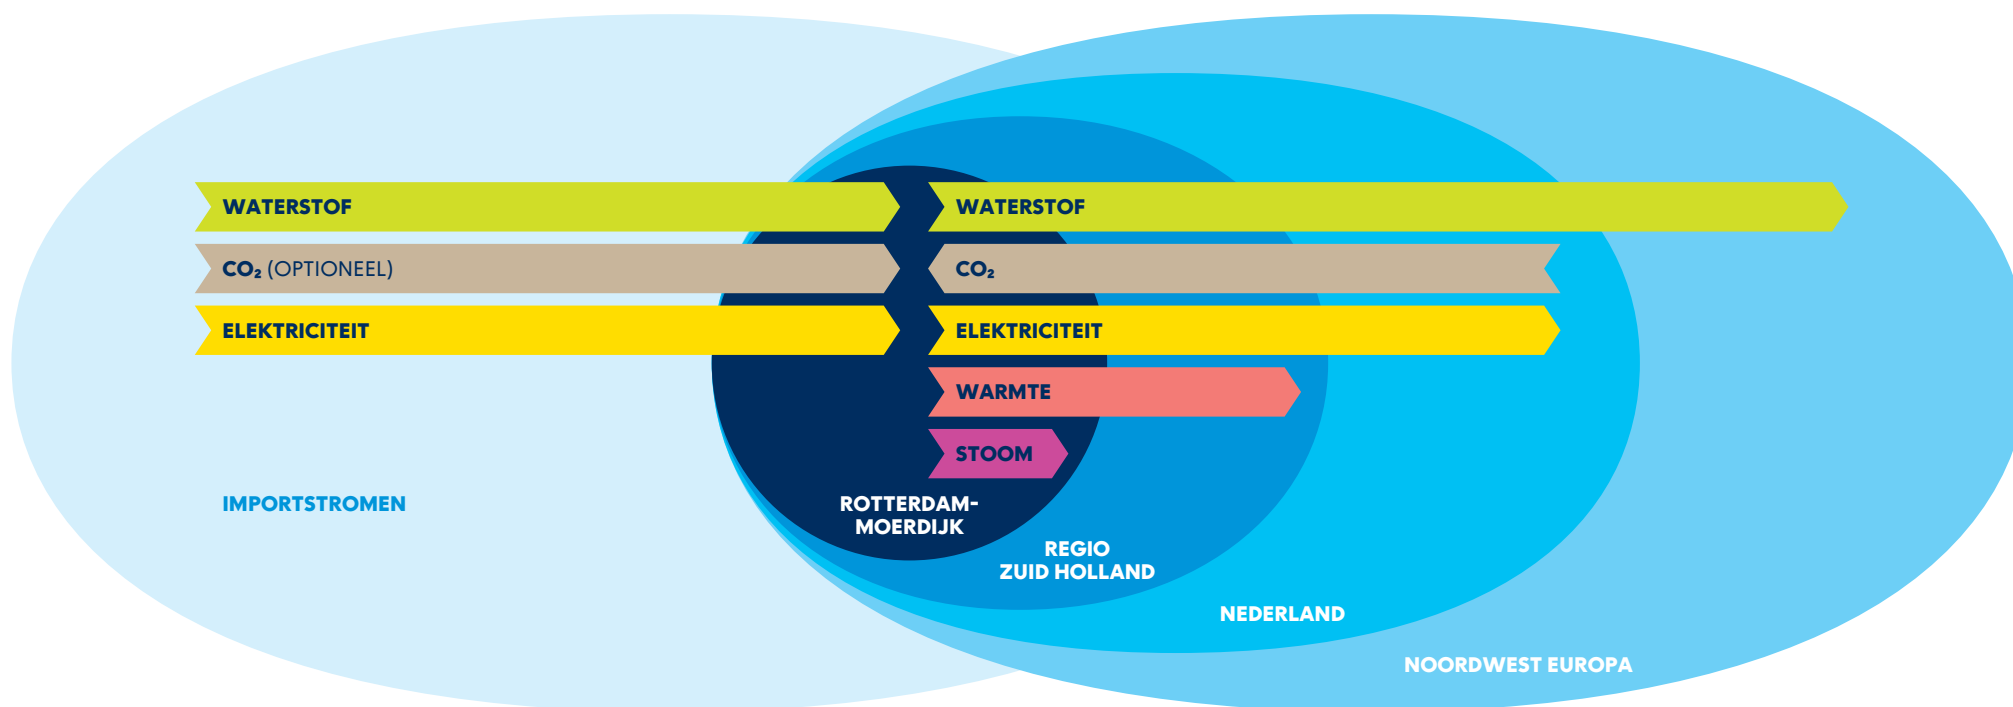 WATERSTOF
WATERSTOF
CO₂ (OPTIONEEL)
CO₂
ELEKTRICITEIT
ELEKTRICITEIT
WARMTE
STOOM
IMPORTSTROMEN
ROTTERDAM-
MOERDIJK
REGIO
ZUID HOLLAND
NEDERLAND
NOORDWEST EUROPA